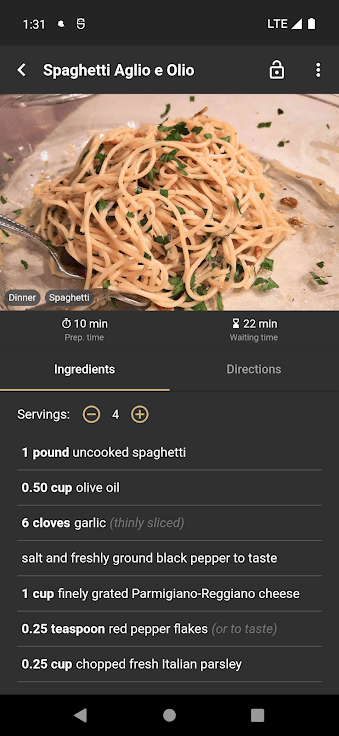 1:31
LTE
Spaghetti Aglio e Olio
Dinner
Spaghetti
10 min
22 min
Prep. time
Waiting time
Ingredients
Directions
Servings:
4
1 pound uncooked spaghetti
0.50 cup olive oil
6 cloves garlic (thinly sliced)
salt and freshly ground black pepper to taste
1 cup finely grated Parmigiano-Reggiano cheese
0.25 teaspoon red pepper flakes (or to taste)
0.25 cup chopped fresh Italian parsley